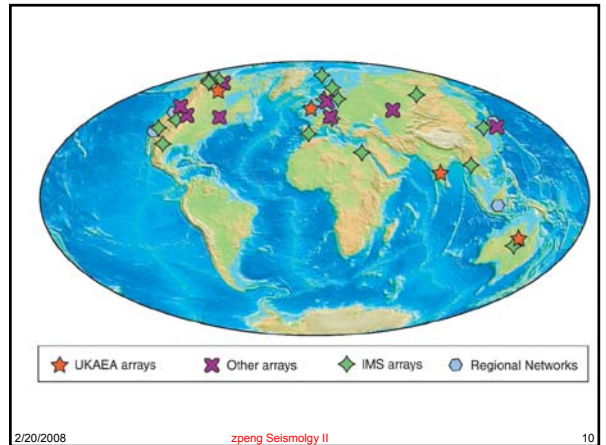 UKAEA arrays Other arrays IMS arrays Regional Networks
2/20/2008 zpeng Seismolgy II 10